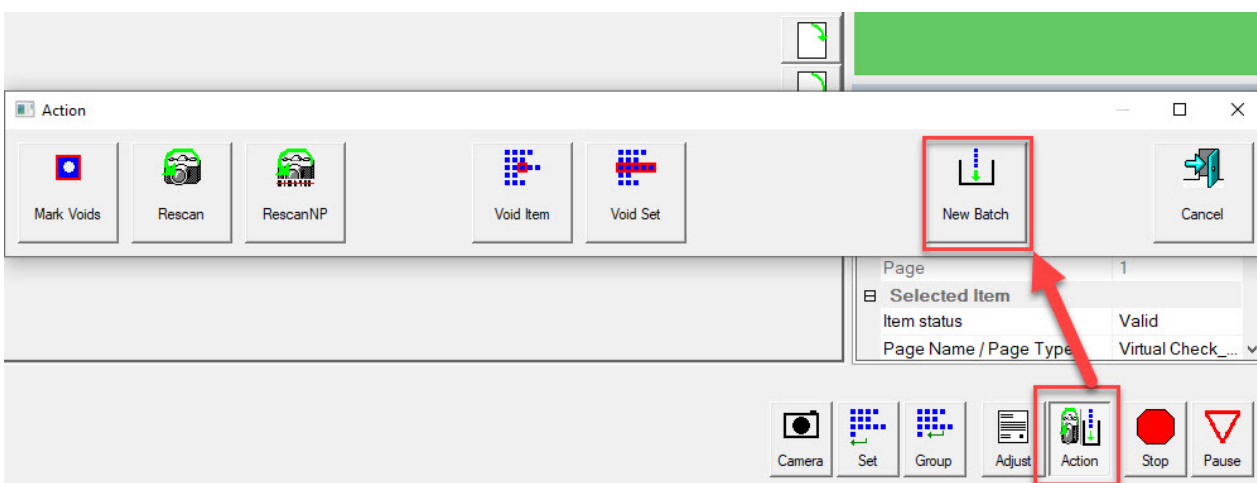 Action
Mark Voids
Rescan
RescanNP
Void Item
Void Set
New Batch
Cancel
Page 1
Selected Item
Item status Valid
Page Name / Page Type Virtual Check_...
Camera
Set
Group
Adjust
Action
Stop
Pause